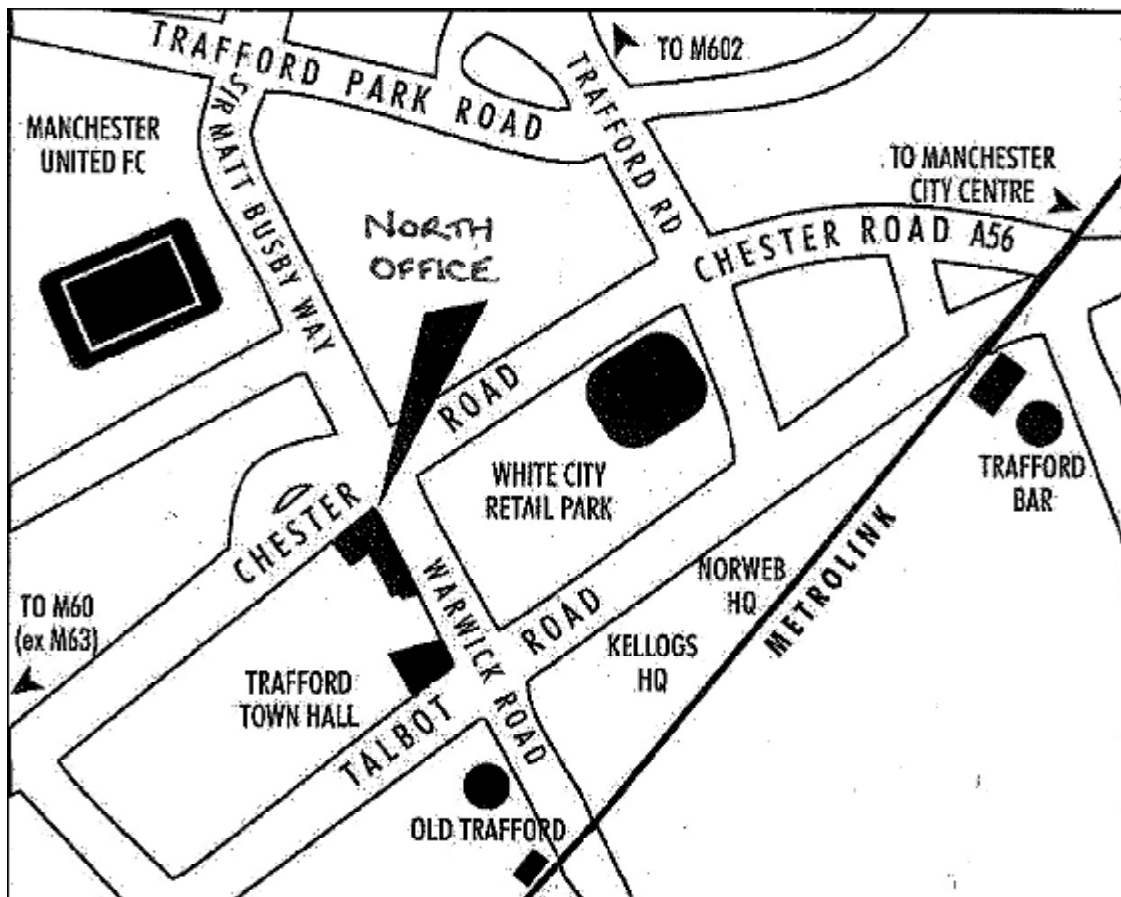 TRAFFORD PARK ROAD
TO M602
SIR MATT BUSBY WAY
TRAFFORD RD
MANCHESTER
UNITED FC
TO MANCHESTER
CITY CENTRE
NORTH
OFFICE
CHESTER ROAD A56
ROAD
WHITE CITY
RETAIL PARK
TRAFFORD
BAR
CHESTER
METROLINK
NORWEB
HQ
WARWICK ROAD
ROAD
KELLOGS
HQ
TO M60
(ex M63)
TRAFFORD
TOWN HALL
TALBOT
OLD TRAFFORD